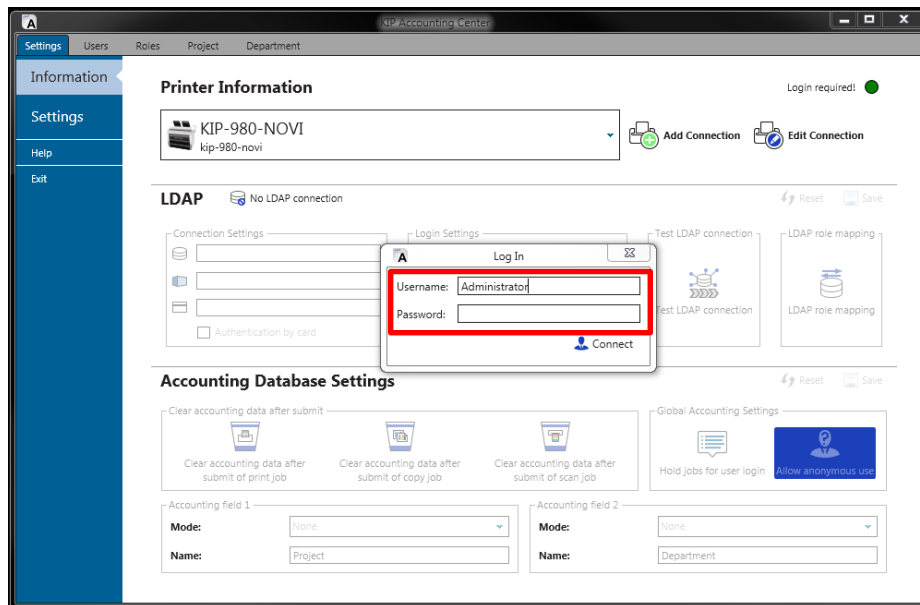 A
KIP Accounting Center
Settings Users Roles Project Department
Information
Settings
Help
Exit
Printer Information
Login required!
KIP-980-NOVI
kip-980-novi
Add Connection
Edit Connection
LDAP
No LDAP connection
Reset
Save
Connection Settings
Authentication by card
Login Settings
Test LDAP connection
Test LDAP connection
LDAP role mapping
LDAP role mapping
A
Log In
Username: Administrator
Password:
Connect
Accounting Database Settings
Reset
Save
Clear accounting data after submit
Clear accounting data after
submit of print job
Clear accounting data after
submit of copy job
Clear accounting data after
submit of scan job
Global Accounting Settings
Hold jobs for user login
Allow anonymous use
Accounting field 1
Mode: None
Name: Project
Accounting field 2
Mode: None
Name: Department